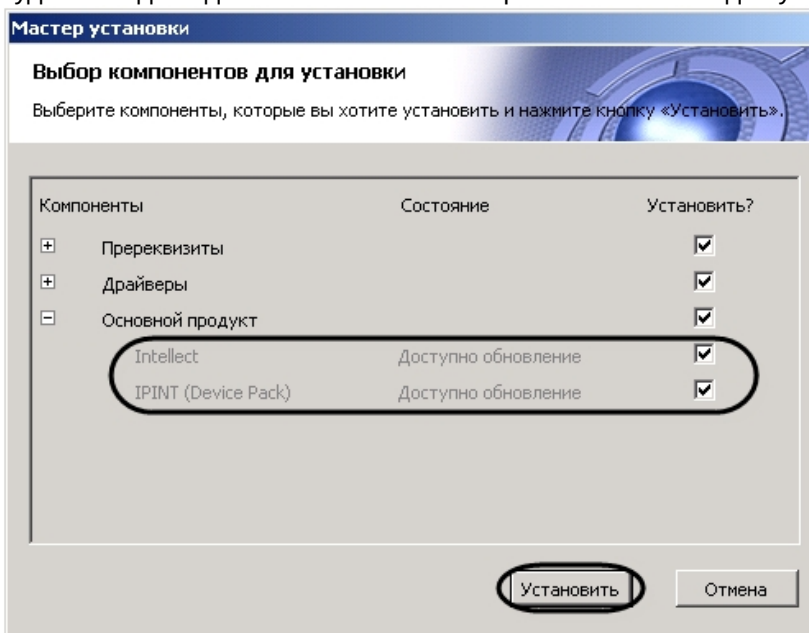 Мастер установки
Выбор компонентов для установки
Выберите компоненты, которые вы хотите установить и нажмите кнопку «Установить».
Компоненты Состояние Установить?
Пререквизиты
Драйверы
Основной продукт
Intellect Доступно обновление
IPINT (Device Pack) Доступно обновление
Установить Отмена